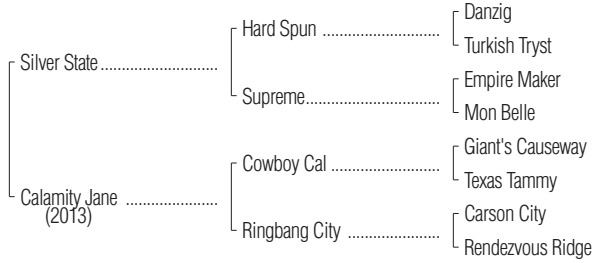 Danzig
Hard Spun ..........................
Turkish Tryst
Silver State ..........................
Empire Maker
Supreme..............................
Mon Belle
Giant's Causeway
Cowboy Cal ........................
Texas Tammy
Calamity Jane ....................
(2013)
Carson City
Ringbang City ....................
Rendezvous Ridge